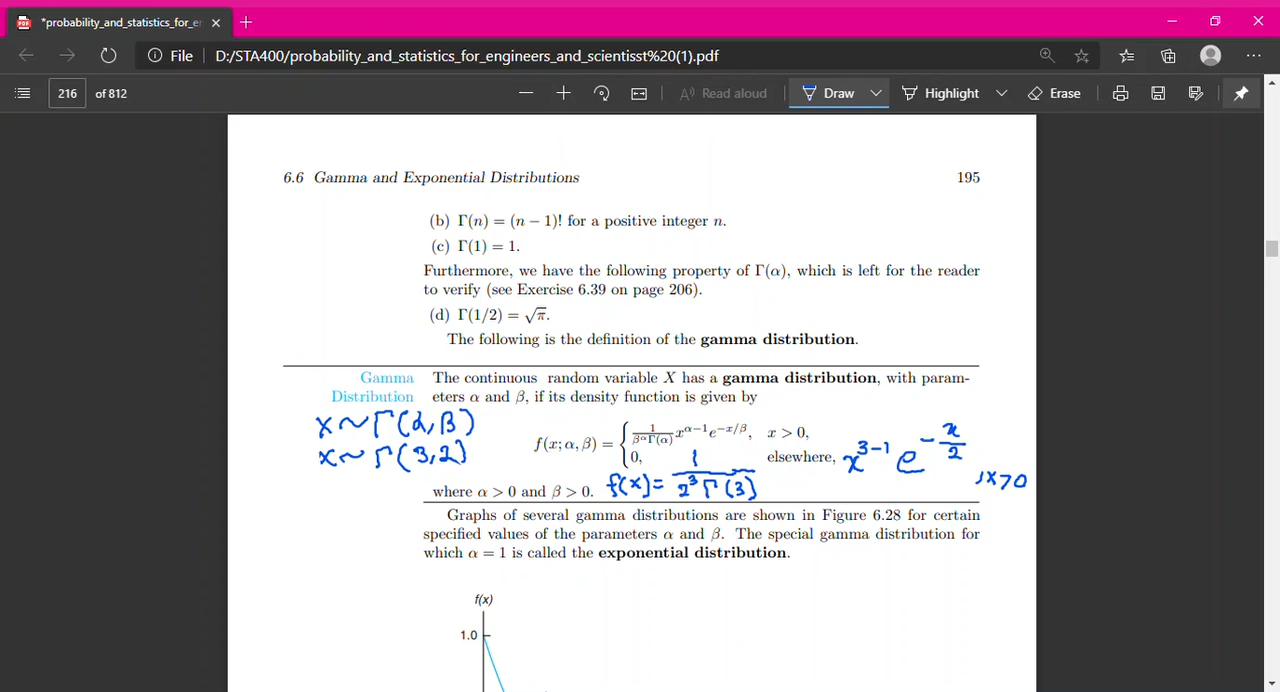 *probability_and_statistics_for_er
File D:/STA400/probability_and_statistics_for_engineers_and_scientisst%20(1).pdf
216 of 812 Read aloud Draw Highlight Erase
6.6 Gamma and Exponential Distributions 195
(b) Γ(n) = (n − 1)! for a positive integer n.
(c) Γ(1) = 1.
Furthermore, we have the following property of Γ(α), which is left for the reader
to verify (see Exercise 6.39 on page 206).
(d) Γ(1/2) = √π.
The following is the definition of the gamma distribution.
Gamma Distribution
The continuous random variable X has a gamma distribution, with param-
eters α and β, if its density function is given by
x~Γ(α,β)
x~Γ(3,2)
f(x; α, β) = { 1/(β^αΓ(α)) x^(α−1)e^(−x/β), x > 0,
0, elsewhere,
f(x)= 1/(2^3 Γ(3)) x^(3-1) e^(-x/2) ,x>0
where α > 0 and β > 0.
Graphs of several gamma distributions are shown in Figure 6.28 for certain
specified values of the parameters α and β. The special gamma distribution for
which α = 1 is called the exponential distribution.
f(x)
1.0